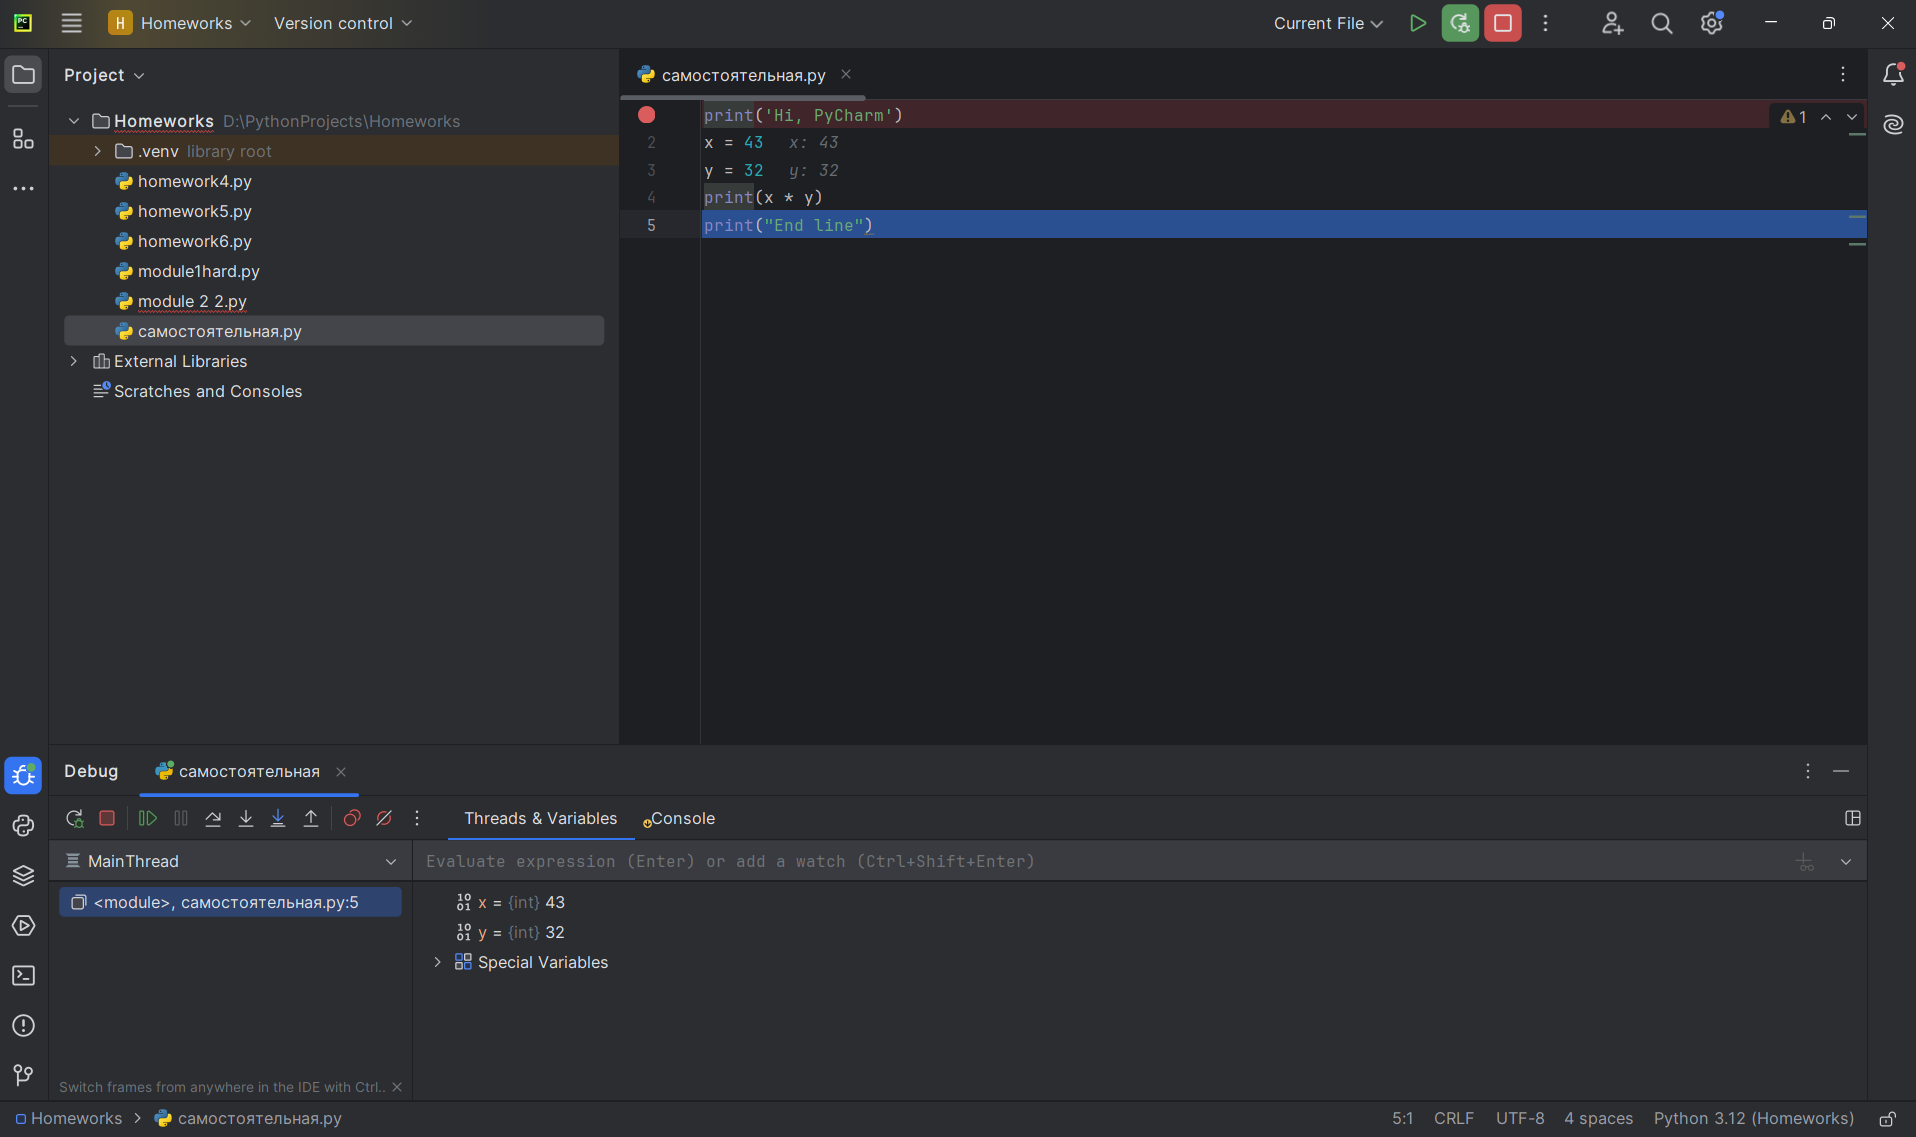 PC
H Homeworks Version control Current File
Project
самостоятельная.py
Homeworks D:\PythonProjects\Homeworks
.venv library root
homework4.py
homework5.py
homework6.py
module1hard.py
module 2 2.py
самостоятельная.py
External Libraries
Scratches and Consoles
print('Hi, PyCharm')
1
2 x = 43 x: 43
3 y = 32 y: 32
4 print(x * y)
5 print("End line")
Debug самостоятельная
Threads & Variables Console
MainThread
Evaluate expression (Enter) or add a watch (Ctrl+Shift+Enter)
<module>, самостоятельная.py:5
10 01 x = {int} 43
10 01 y = {int} 32
Special Variables
Switch frames from anywhere in the IDE with Ctrl..
Homeworks самостоятельная.py
5:1 CRLF UTF-8 4 spaces Python 3.12 (Homeworks)